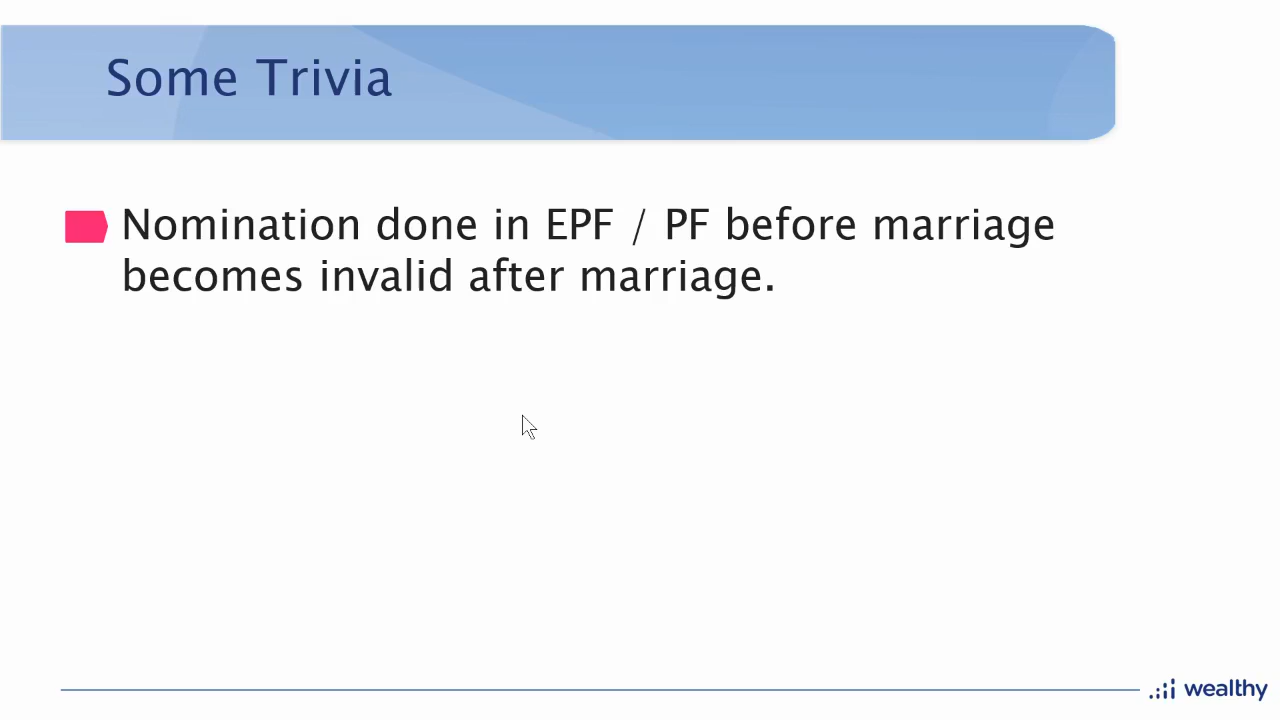 Some Trivia
Nomination done in EPF / PF before marriage
becomes invalid after marriage.
wealthy